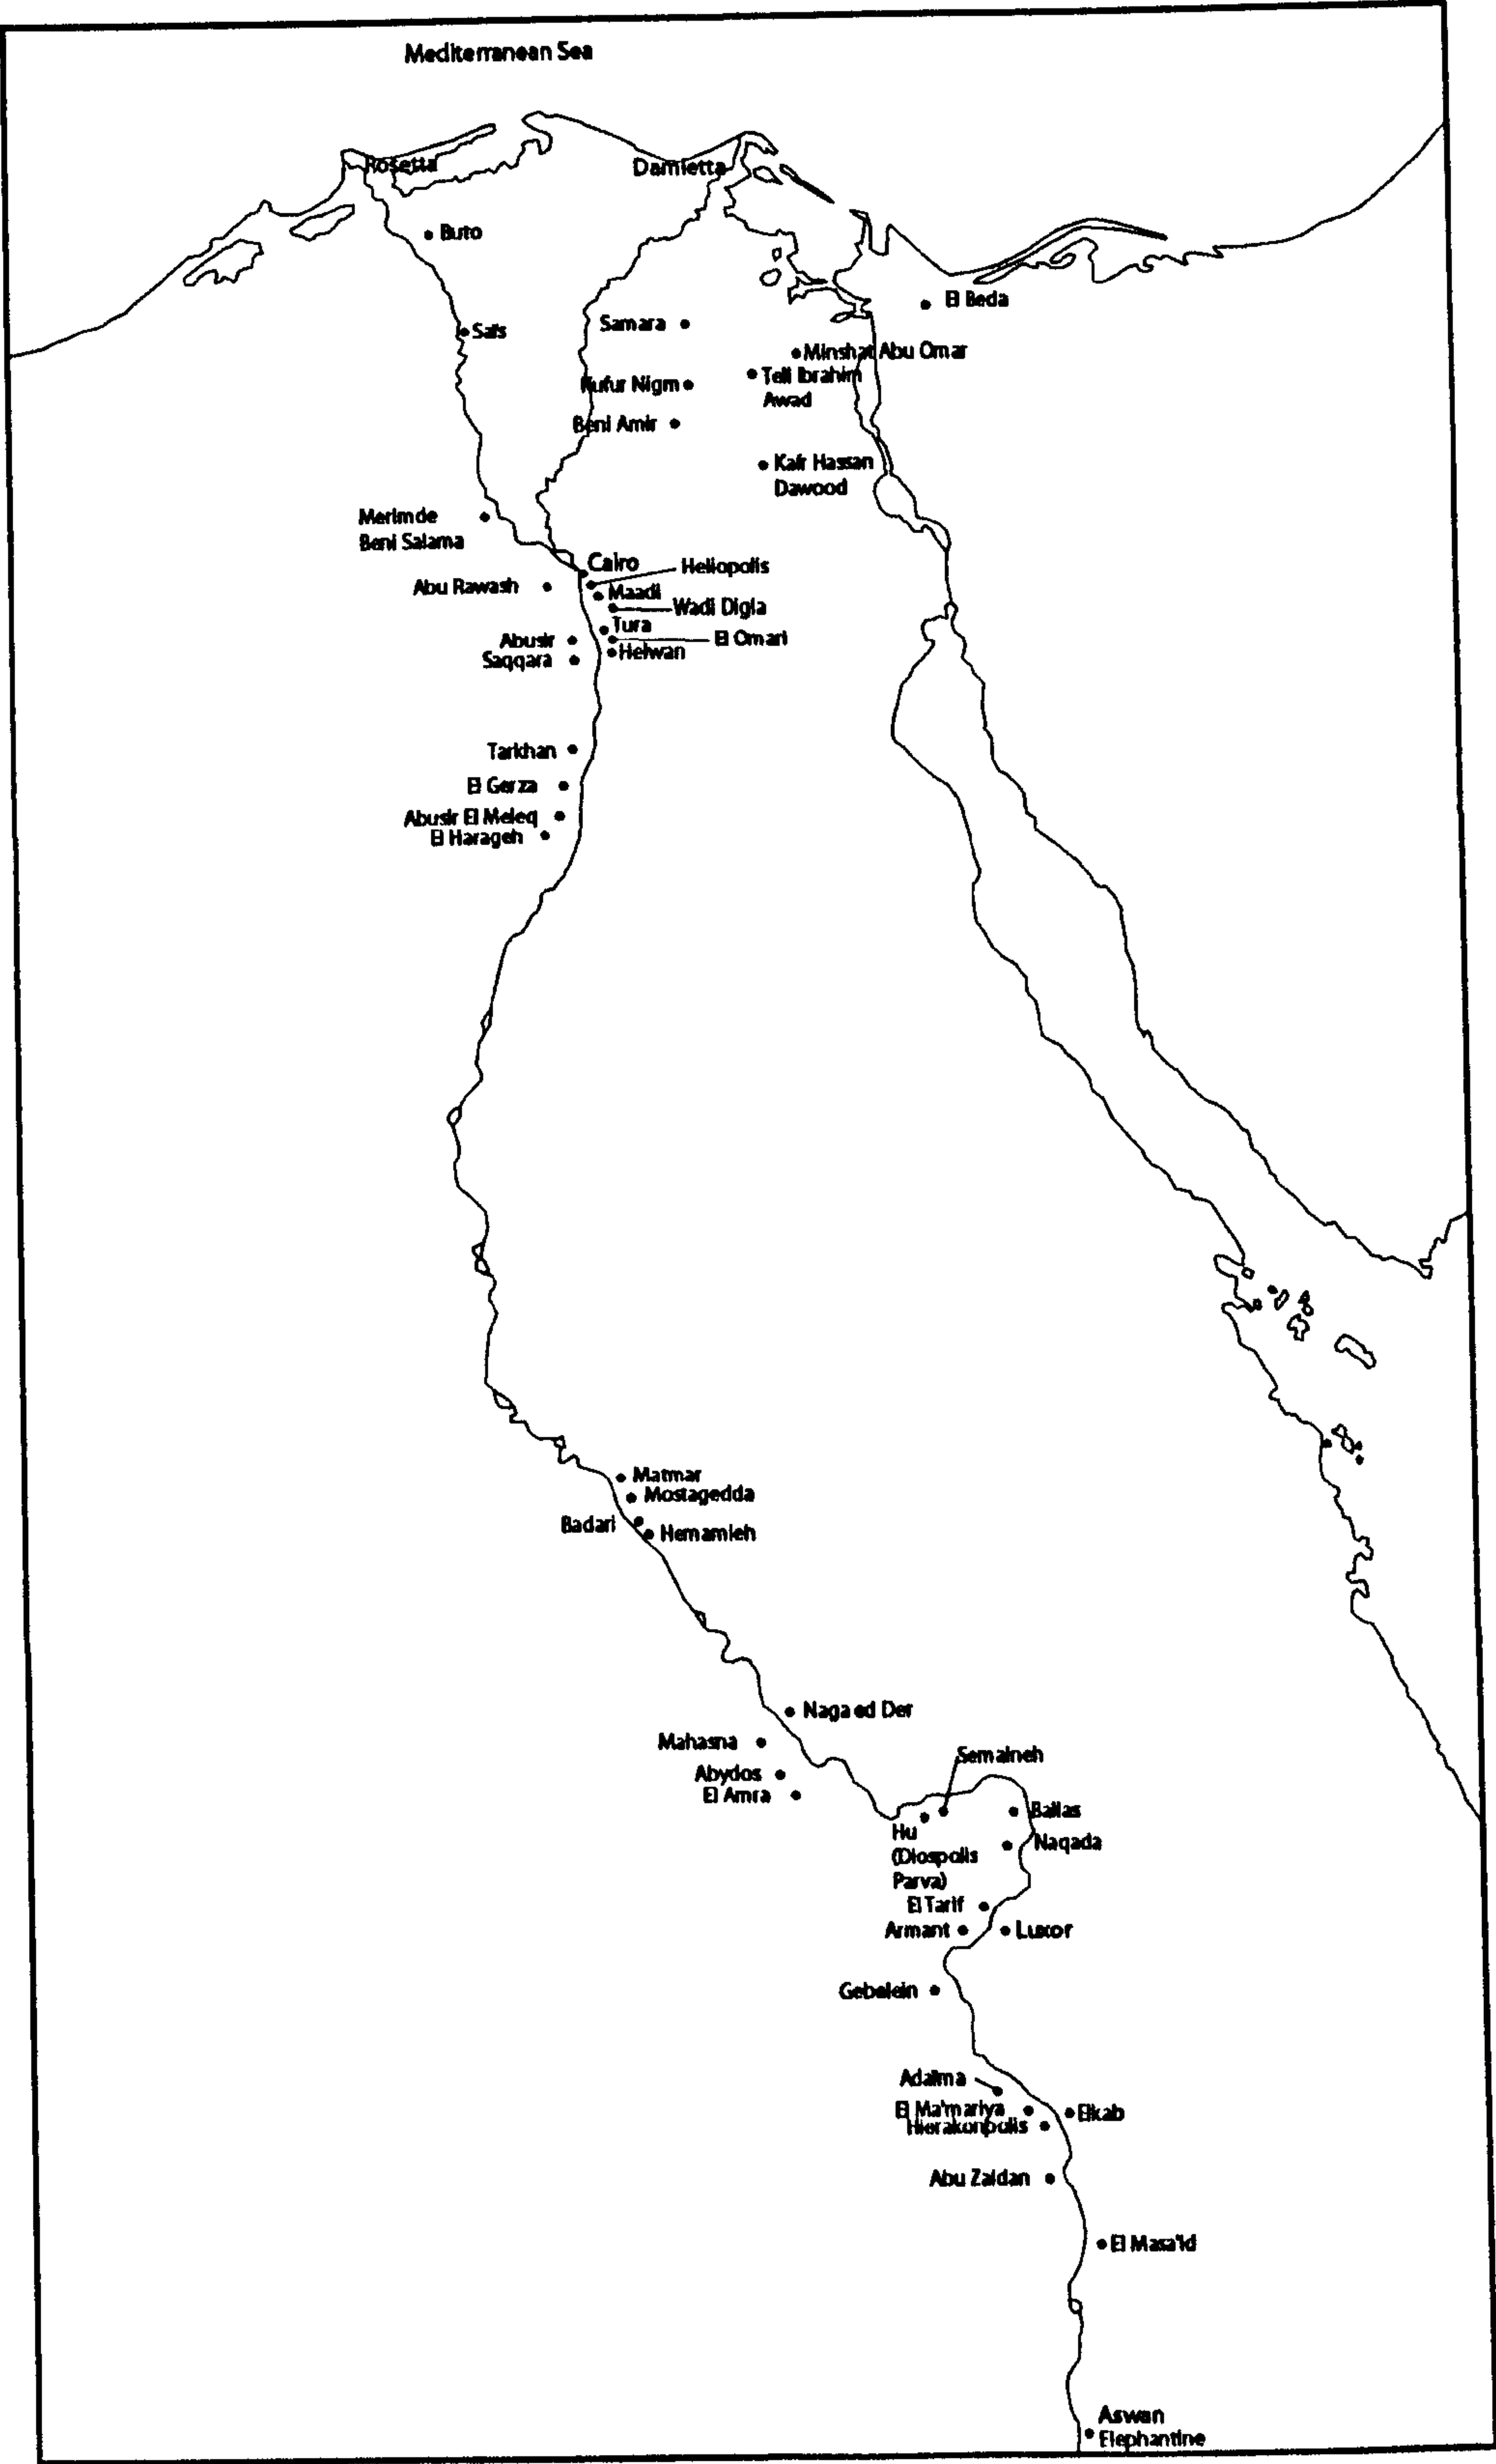 Mediterranean Sea
Rosetta
Damietta
Buto
El Beda
Sais
Samara
Minshat Abu Omar
Kufur Nigm
Tell Ibrahim
Awad
Beni Amir
Kafr Hassan
Dawood
Merimde
Beni Salama
Cairo
Heliopolis
Abu Rawash
Maadi
Wadi Digla
Tura
Abusir
El Omari
Saqqara
Helwan
Tarkhan
El Gerza
Abusir El Meleq
El Harageh
Matmar
Mostagedda
Badari
Hemamieh
Naga ed Der
Mahasna
Semaineh
Abydos
El Amra
Ballas
Hu
(Diospolis
Parva)
Naqada
El Tarif
Armant
Luxor
Gebelein
Adaima
El Ma'mariya
Elkab
Hierakonpolis
Abu Zaidan
El Masa'id
Aswan
Elephantine